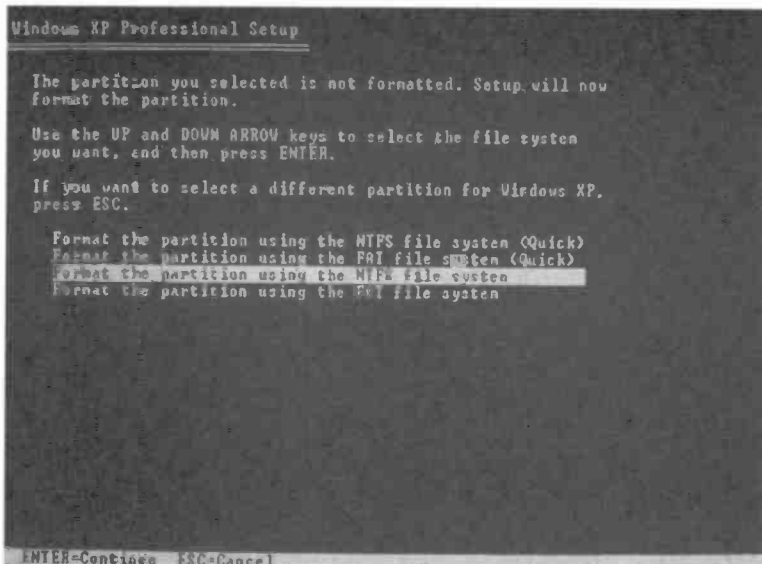 Windows XP Professional Setup
The partition you selected is not formatted. Setup will now
format the partition.
Use the UP and DOWN ARROW keys to select the file system
you want, and then press ENTER.
If you want to select a different partition for Windows XP,
press ESC.
Format the partition using the NTFS file system (Quick)
Format the partition using the FAT file system (Quick)
Format the partition using the NTFS file system
Format the partition using the FAT file system
ENTER=Continue ESC=Cancel